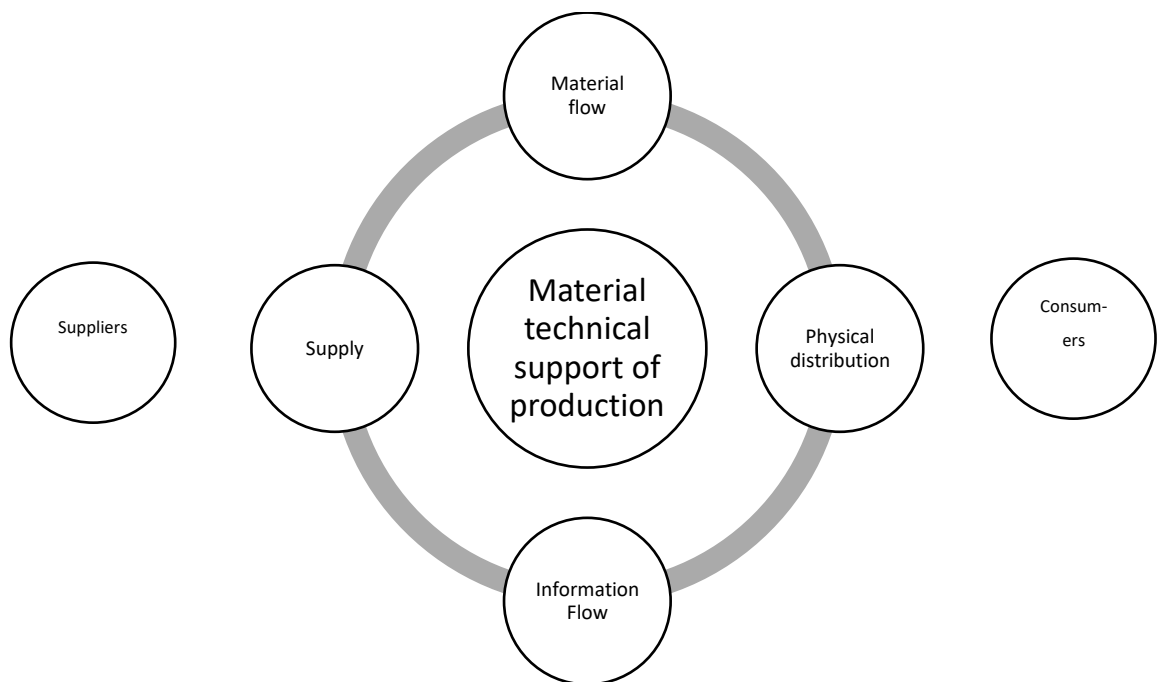 Material
flow
Suppliers
Supply
Material
technical
support of
production
Physical
distribution
Consum-
ers
Information
Flow